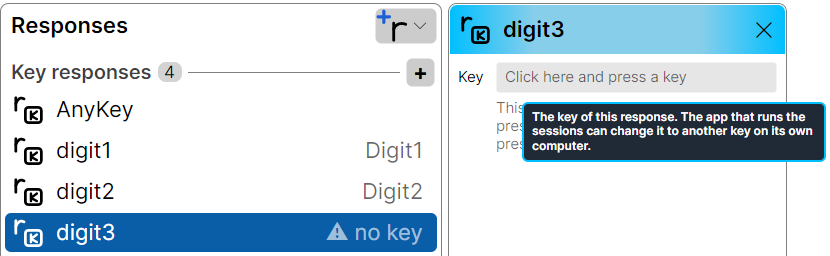 Responses
Key responses 4
AnyKey
digit1 Digit1
digit2 Digit2
digit3 no key
digit3
Key Click here and press a key
The key of this response. The app that runs the
sessions can change it to another key on its own
computer.